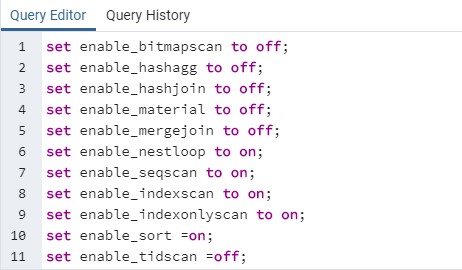 Query Editor Query History
1 set enable_bitmapscan to off;
2 set enable_hashagg to off;
3 set enable_hashjoin to off;
4 set enable_material to off;
5 set enable_mergejoin to off;
6 set enable_nestloop to on;
7 set enable_seqscan to on;
8 set enable_indexscan to on;
9 set enable_indexonlyscan to on;
10 set enable_sort =on;
11 set enable_tidscan =off;